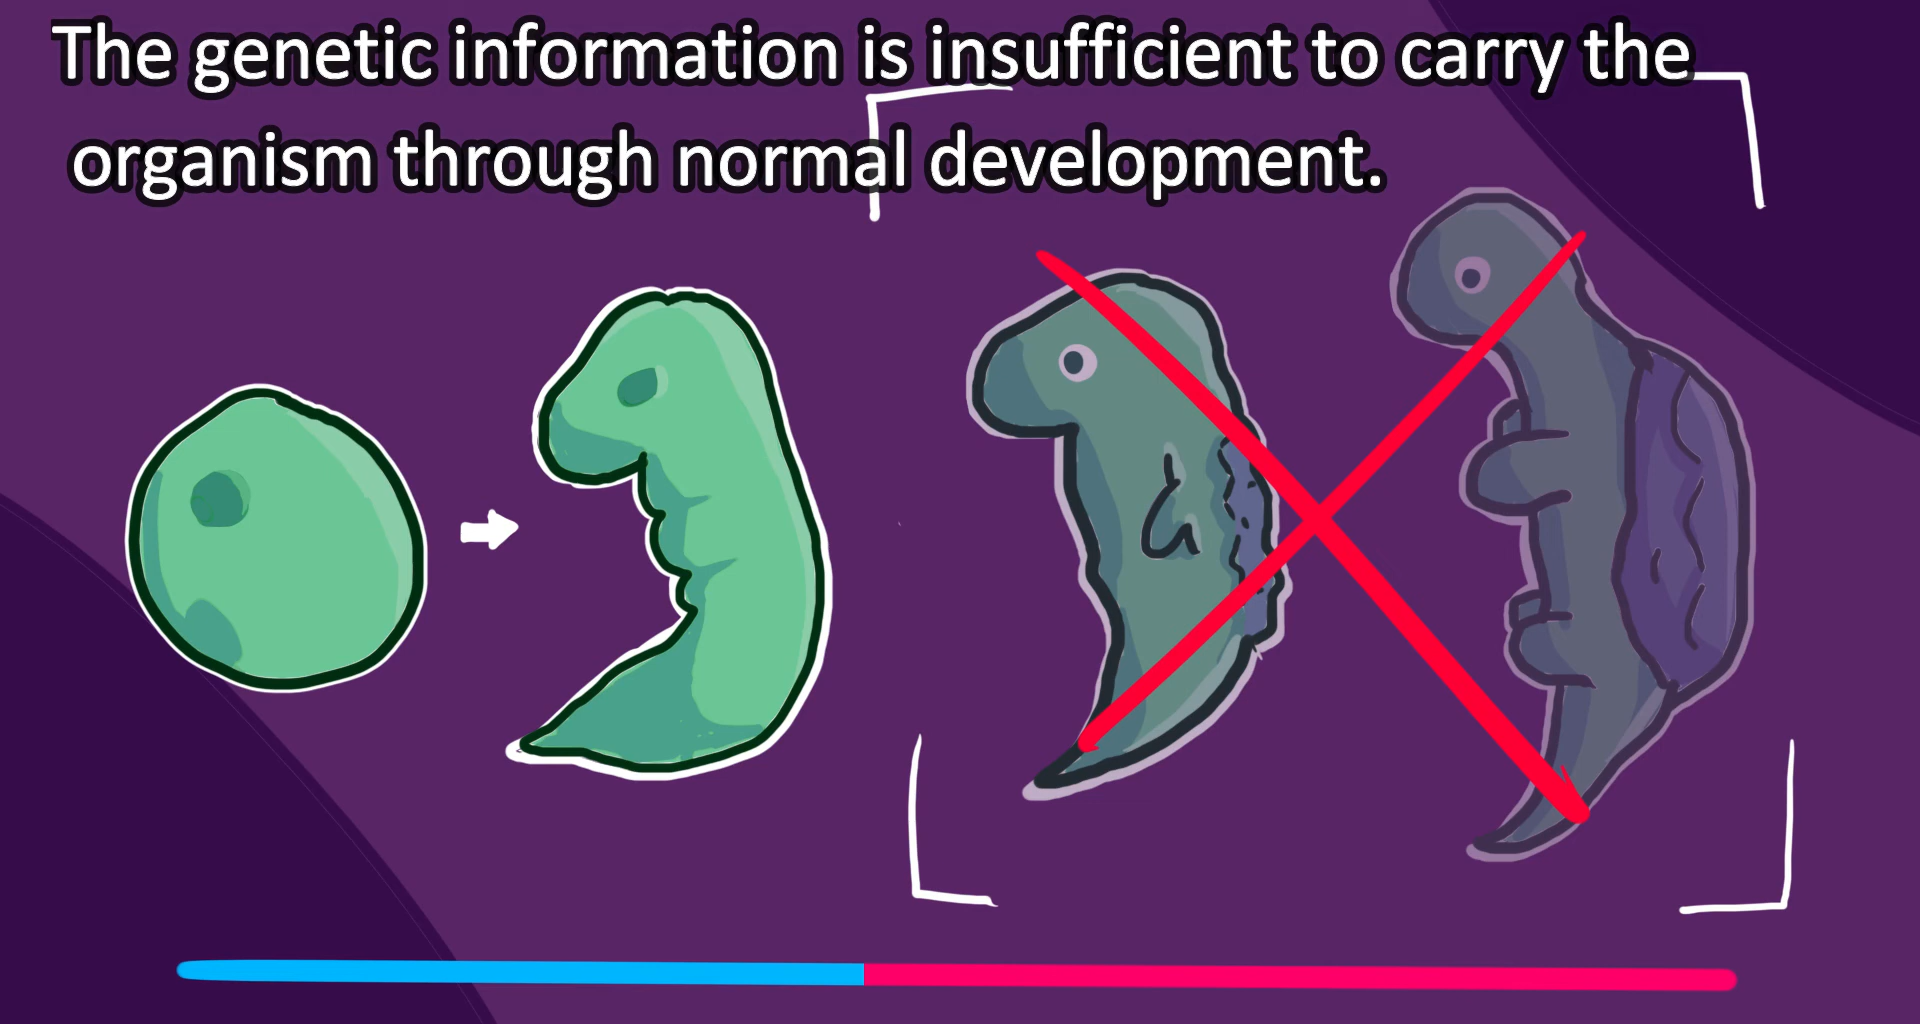 The genetic information is insufficient to carry the
organism through normal development.